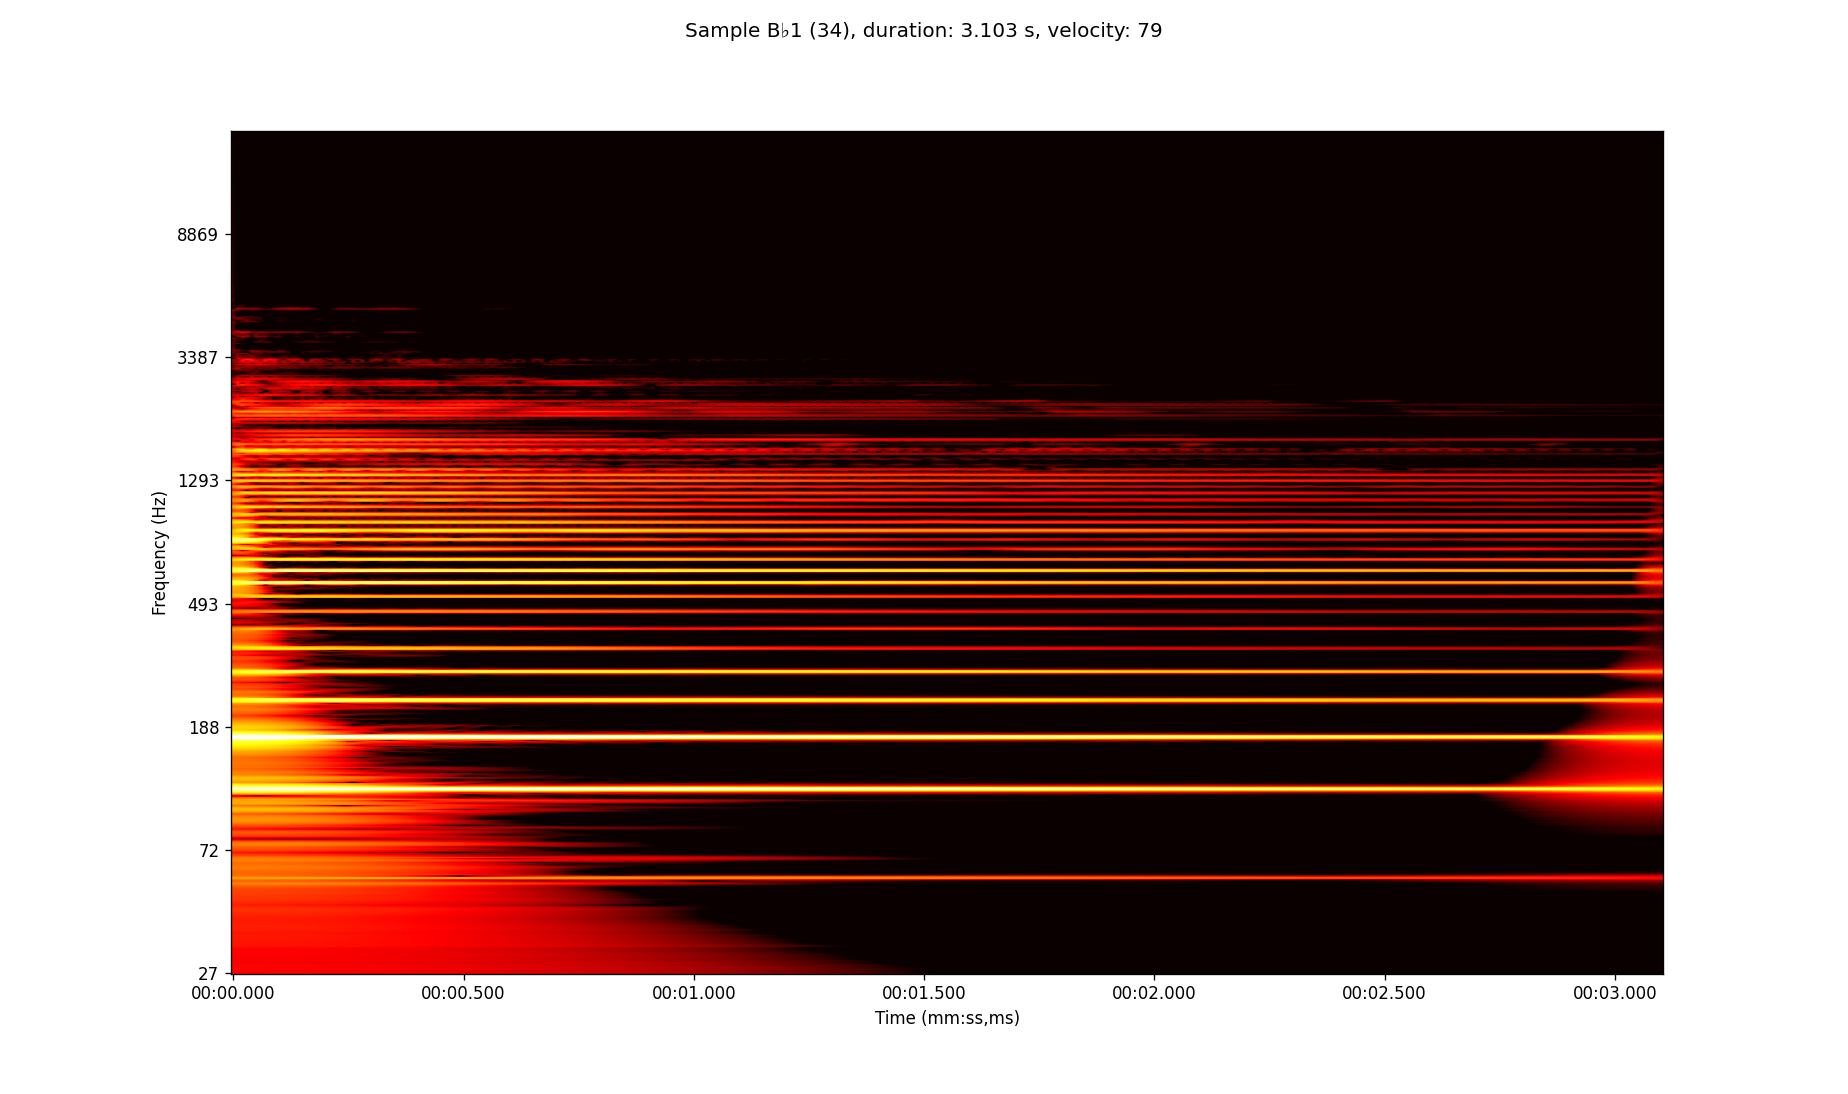 Sample B♭1 (34), duration: 3.103 s, velocity: 79
8869
3387
1293
493
188
72
27
Frequency (Hz)
00:00.000 00:00.500 00:01.000 00:01.500 00:02.000 00:02.500 00:03.000
Time (mm:ss,ms)